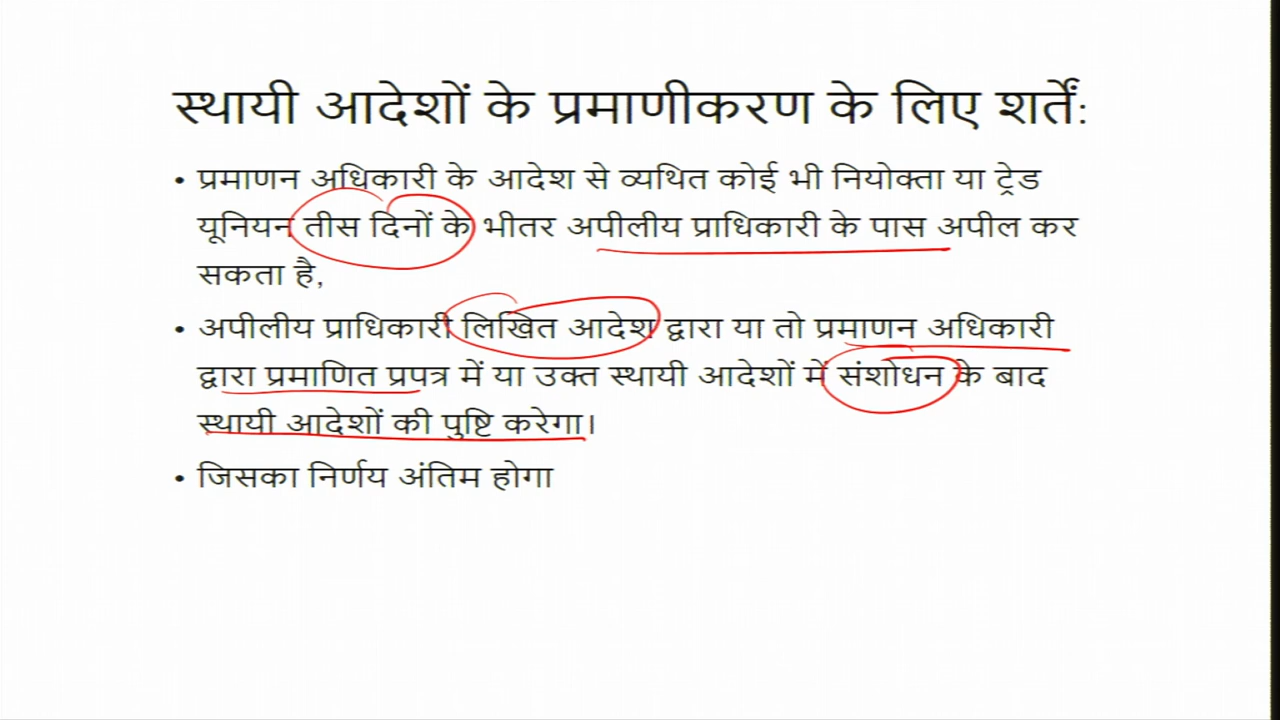 स्थायी आदेशों के प्रमाणीकरण के लिए शर्तें:
• प्रमाणन अधिकारी के आदेश से व्यथित कोई भी नियोक्ता या ट्रेड
यूनियन तीस दिनों के भीतर अपीलीय प्राधिकारी के पास अपील कर
सकता है,
• अपीलीय प्राधिकारी लिखित आदेश द्वारा या तो प्रमाणन अधिकारी
द्वारा प्रमाणित प्रपत्र में या उक्त स्थायी आदेशों में संशोधन के बाद
स्थायी आदेशों की पुष्टि करेगा।
• जिसका निर्णय अंतिम होगा